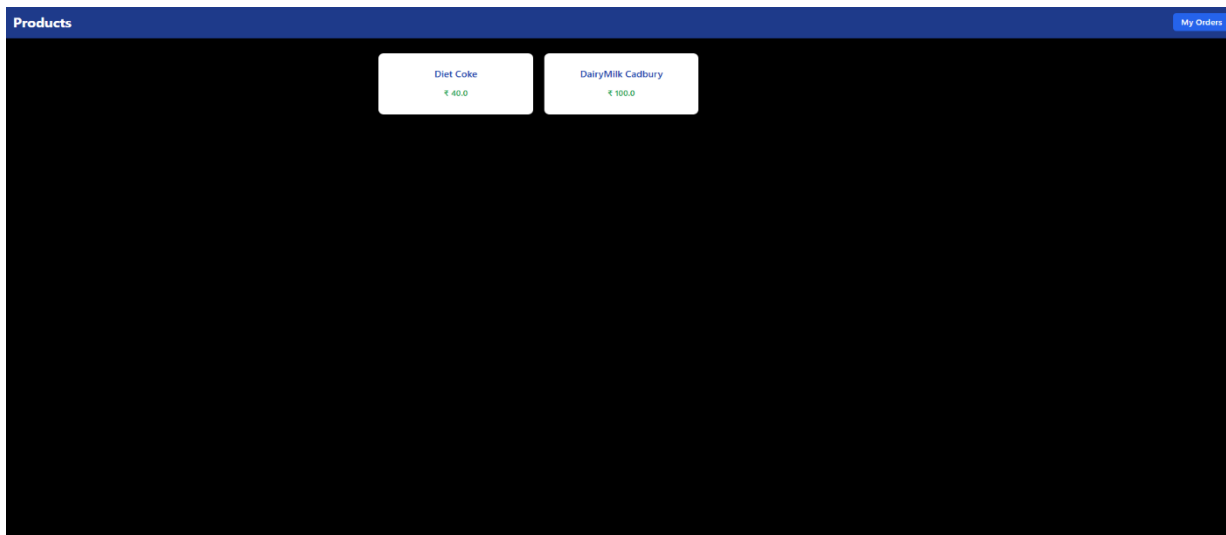 Products
My Orders
Diet Coke
₹ 40.0
DairyMilk Cadbury
₹ 100.0